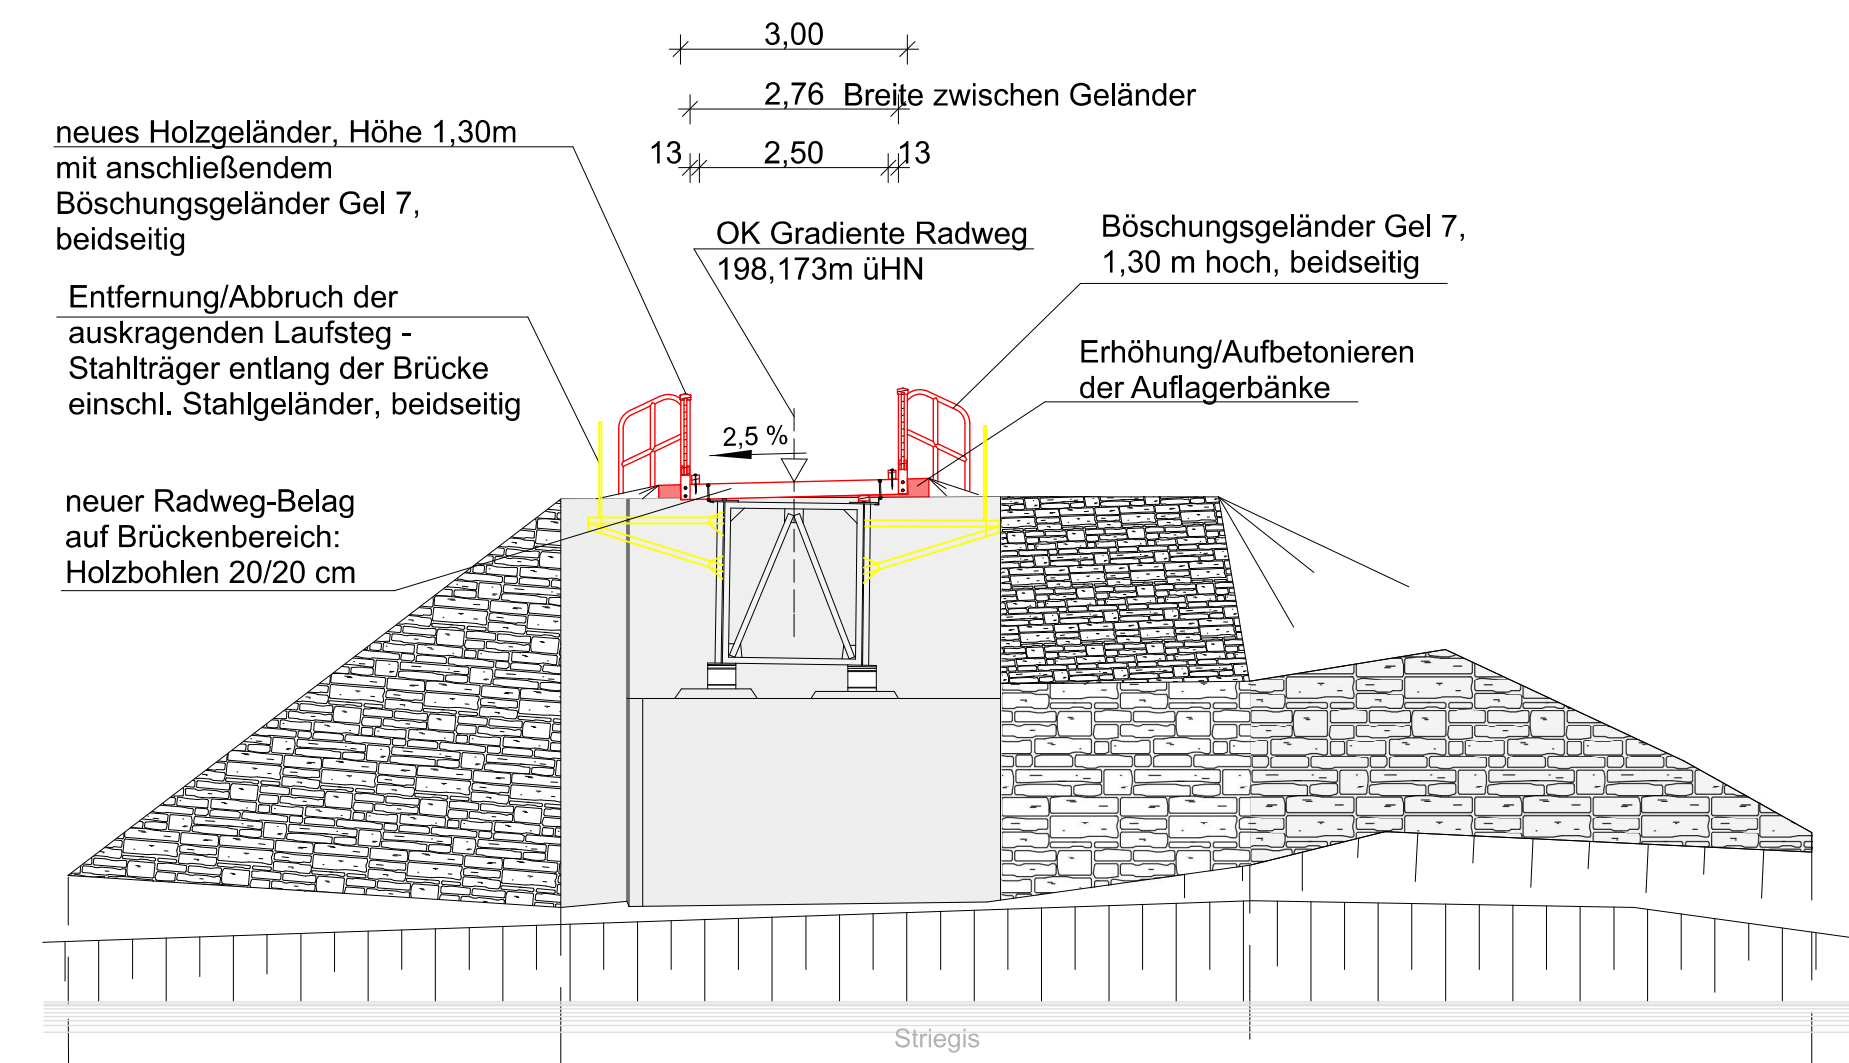 3,00
2,76 Breite zwischen Geländer
13 2,50 13
neues Holzgeländer, Höhe 1,30m
mit anschließendem
Böschungsgeländer Gel 7,
beidseitig
OK Gradiente Radweg
198,173m üHN
Böschungsgeländer Gel 7,
1,30 m hoch, beidseitig
Entfernung/Abbruch der
auskragenden Laufsteg -
Stahlträger entlang der Brücke
einschl. Stahlgeländer, beidseitig
Erhöhung/Aufbetonieren
der Auflagerbänke
2,5 %
neuer Radweg-Belag
auf Brückenbereich:
Holzbohlen 20/20 cm
Striegis